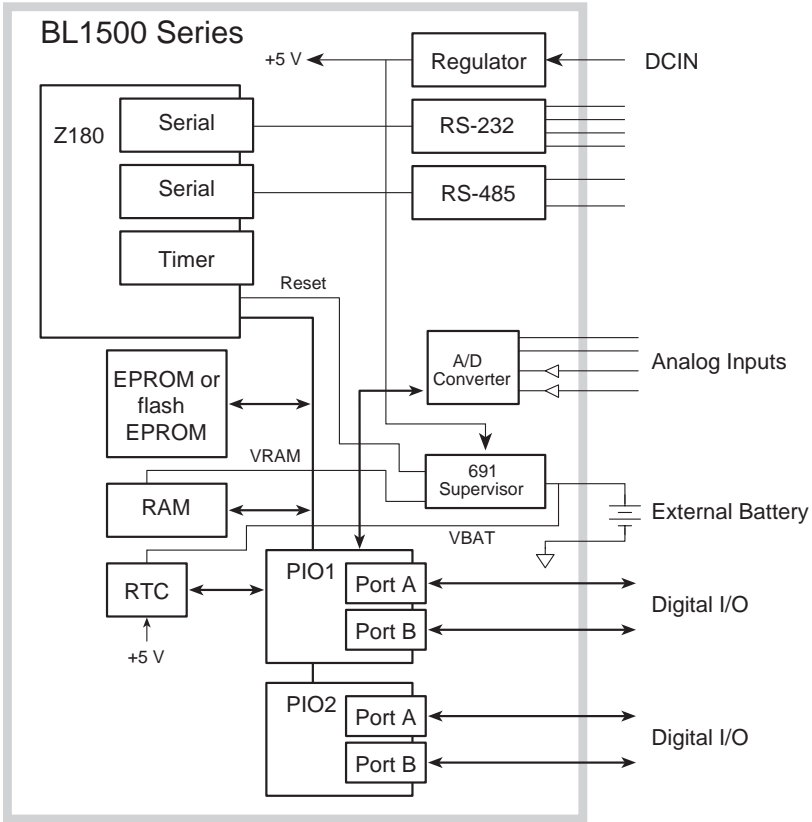 BL1500 Series
+5 V
Regulator
DCIN
Z180
Serial
RS-232
Serial
RS-485
Timer
Reset
A/D
Converter
Analog Inputs
EPROM or
flash
EPROM
VRAM
691
Supervisor
RAM
External Battery
VBAT
RTC
PIO1
Port A
Digital I/O
Port B
+5 V
PIO2
Port A
Digital I/O
Port B